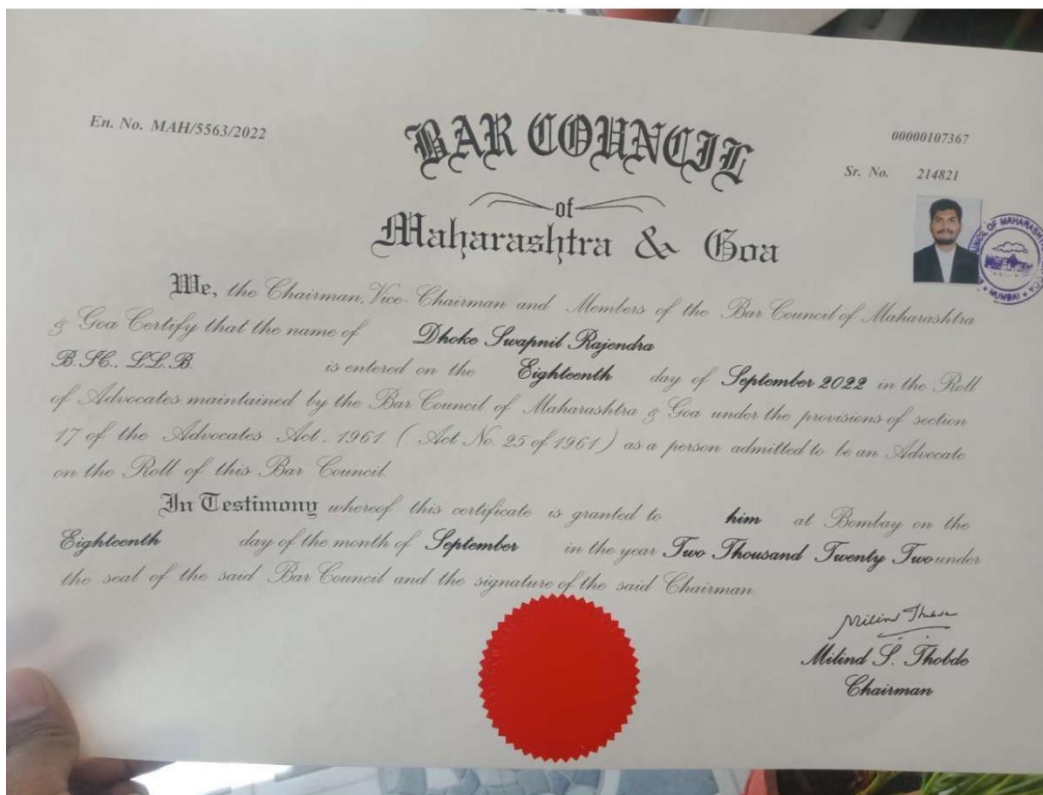 En. No. MAH/5563/2022
00000107367
BAR COUNCIL
Sr. No. 214821
of
Maharashtra & Goa
We, the Chairman, Vice-Chairman and Members of the Bar Council of Maharashtra
& Goa Certify that the name of Dhoke Swapnil Rajendra
B.SC., LL.B. is entered on the Eighteenth day of September 2022 in the Roll
of Advocates maintained by the Bar Council of Maharashtra & Goa under the provisions of section
17 of the Advocates Act, 1961 ( Act No. 25 of 1961 ) as a person admitted to be an Advocate
on the Roll of this Bar Council.
In Testimony whereof this certificate is granted to him at Bombay on the
Eighteenth day of the month of September in the year Two Thousand Twenty Two under
the seal of the said Bar Council and the signature of the said Chairman.
Milind S. Thobde
Chairman